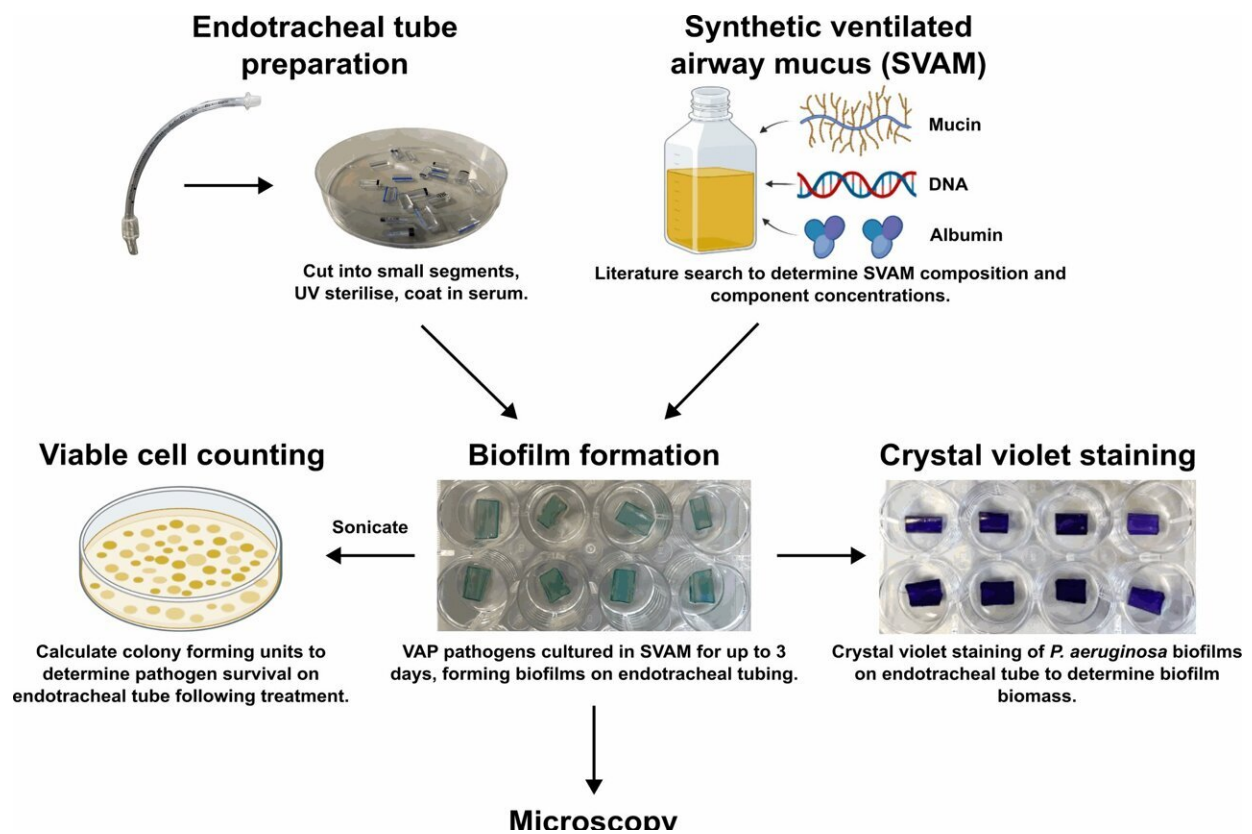 Endotracheal tube
preparation
Cut into small segments,
UV sterilise, coat in serum.
Synthetic ventilated
airway mucus (SVAM)
Mucin
DNA
Albumin
Literature search to determine SVAM composition and
component concentrations.
Viable cell counting
Calculate colony forming units to
determine pathogen survival on
endotracheal tube following treatment.
Sonicate
Biofilm formation
VAP pathogens cultured in SVAM for up to 3
days, forming biofilms on endotracheal tubing.
Crystal violet staining
Crystal violet staining of P. aeruginosa biofilms
on endotracheal tube to determine biofilm
biomass.
Microscopy